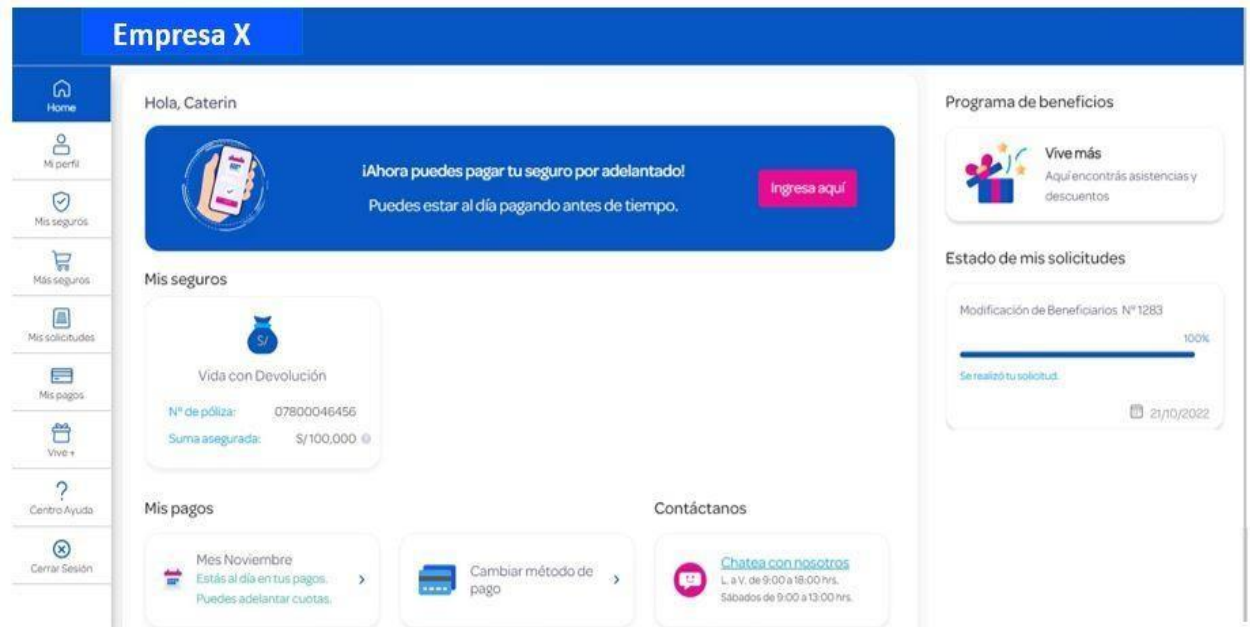 Empresa X
Home
Mi perfil
Mis seguros
Más seguros
Mis solicitudes
Mis pagos
Vive +
Centro Ayuda
Cerrar Sesión
Hola, Caterin
¡Ahora puedes pagar tu seguro por adelantado!
Puedes estar al día pagando antes de tiempo.
Ingresa aquí
Mis seguros
S/
Vida con Devolución
N° de póliza: 07800046456
Suma asegurada: S/ 100,000
Mis pagos
Mes Noviembre
Estás al día en tus pagos.
Puedes adelantar cuotas.
Cambiar método de
pago
Contáctanos
Chatea con nosotros
L. a V. de 9:00 a 18:00 hrs.
Sábados de 9:00 a 13:00 hrs.
Programa de beneficios
Vive más
Aquí encontrás asistencias y
descuentos
Estado de mis solicitudes
Modificación de Beneficiarios N° 1283
100%
Se realizó tu solicitud.
21/10/2022